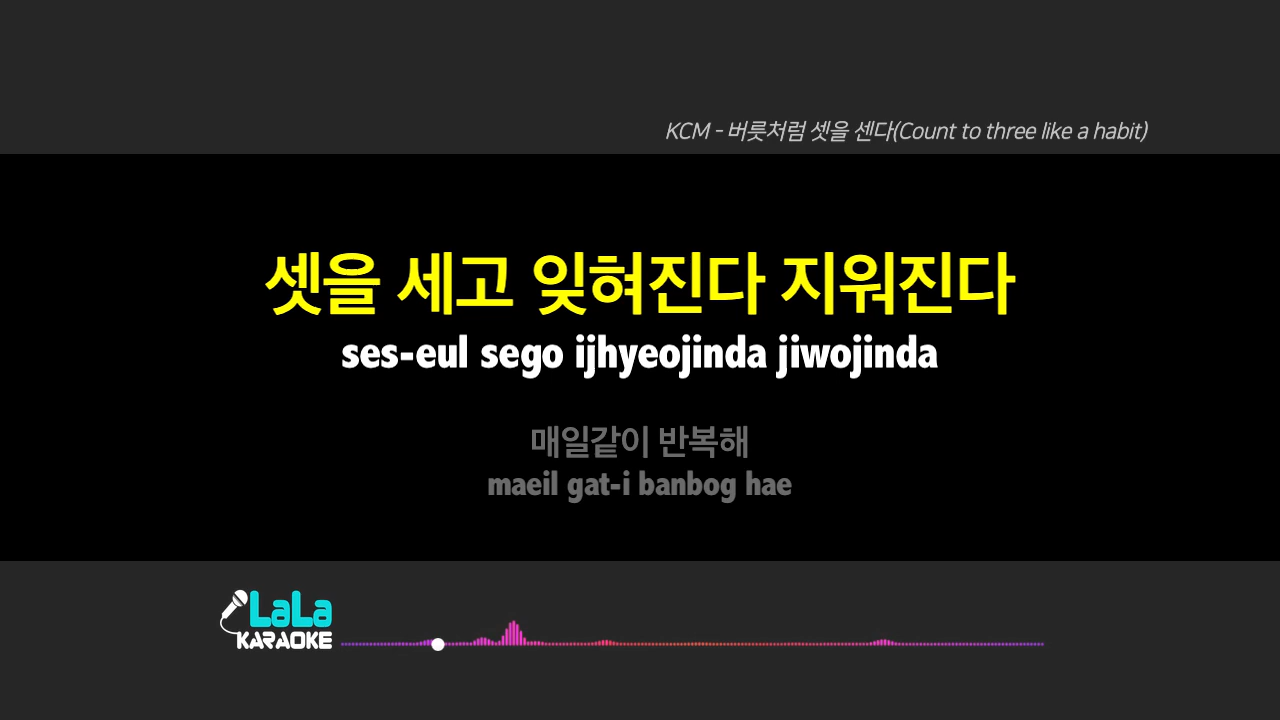 KCM - 버릇처럼 셋을 센다(Count to three like a habit)
셋을 세고 잊혀진다 지워진다
ses-eul sego ijhyeojinda jiwojinda
매일같이 반복해
maeil gat-i banbog hae
LaLa
KARAOKE